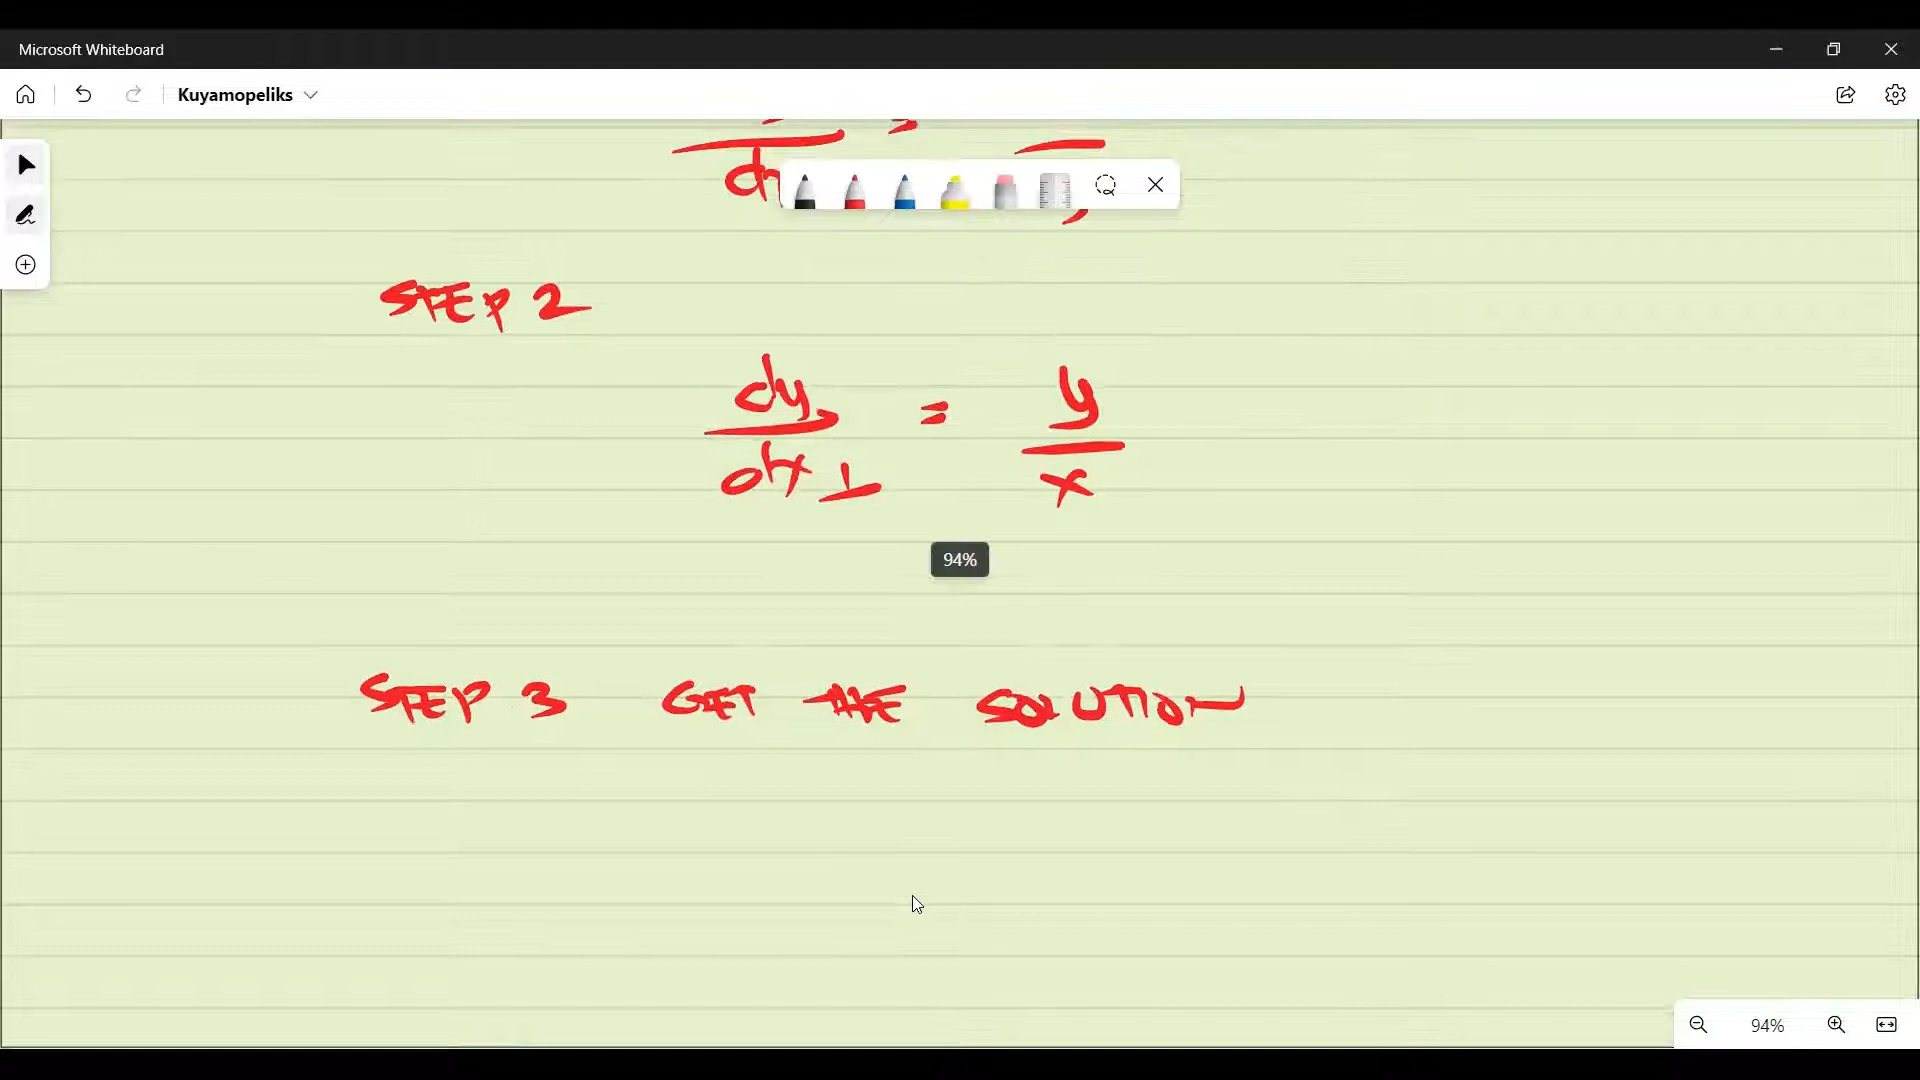 Microsoft Whiteboard
Kuyamopeliks
STEP 2
dy
dx ⊥
=
y
x
94%
STEP 3 GET THE SOLUTION
94%